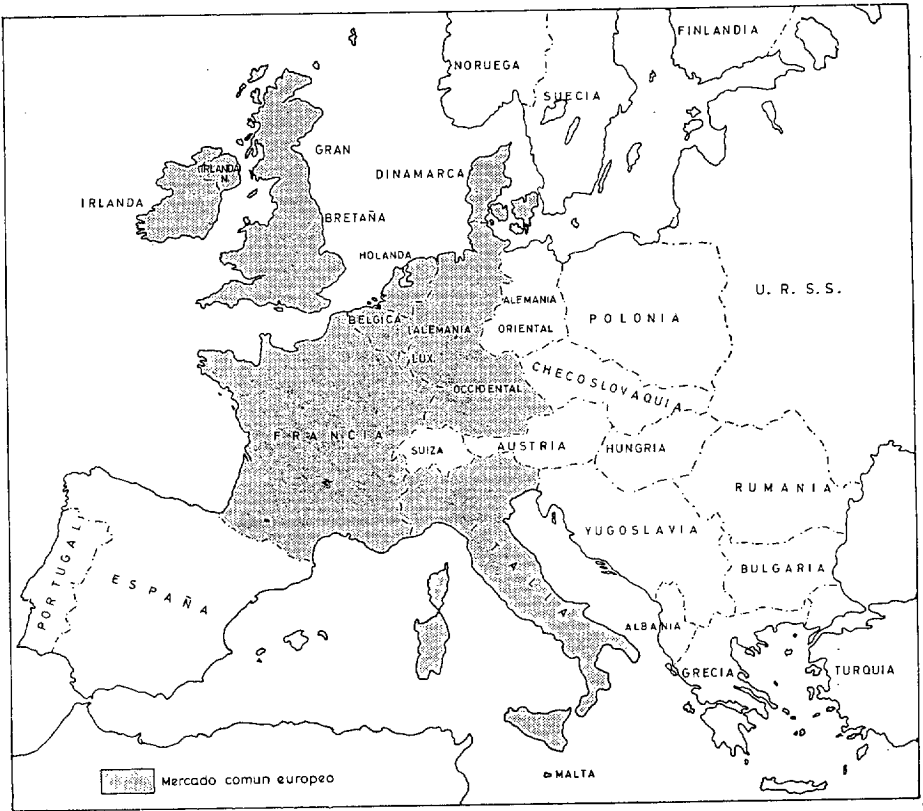 FINLANDIA
NORUEGA
SUECIA
GRAN
BRETAÑA
IRLANDA
N.
IRLANDA
DINAMARCA
HOLANDA
BELGICA
ALEMANIA
OCCIDENTAL
LUX.
ALEMANIA
ORIENTAL
POLONIA
U. R. S. S.
CHECOSLOVAQUIA
FRANCIA
SUIZA
AUSTRIA
HUNGRIA
RUMANIA
YUGOSLAVIA
BULGARIA
PORTUGAL
ESPAÑA
ITALIA
ALBANIA
GRECIA
TURQUIA
MALTA
Mercado comun europeo